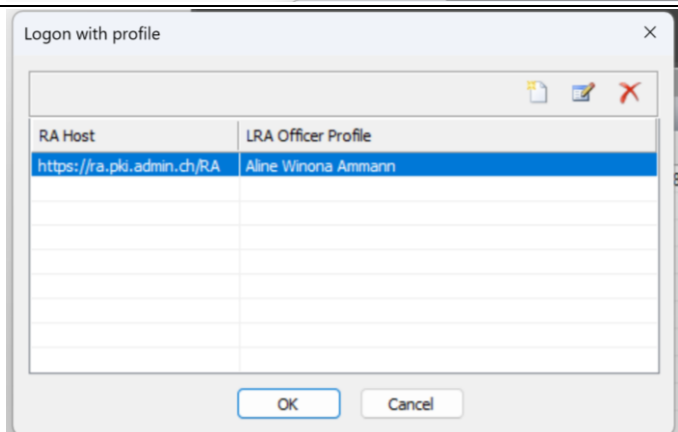 Logon with profile
RA Host LRA Officer Profile
https://ra.pki.admin.ch/RA Aline Winona Ammann
OK Cancel